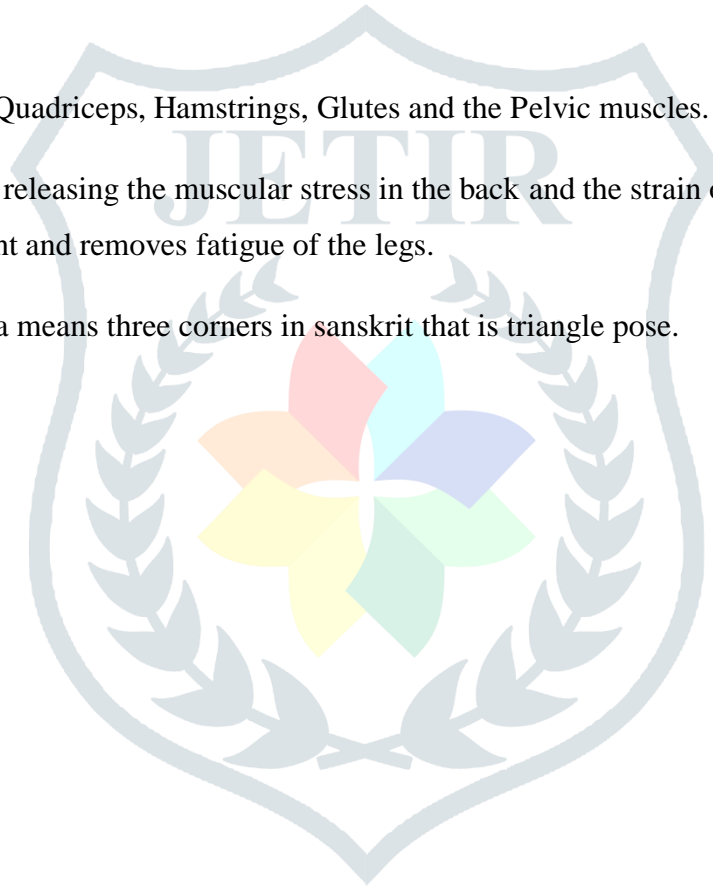 JETIR
Quadriceps, Hamstrings, Glutes and the Pelvic muscles.
releasing the muscular stress in the back and the strain
and removes fatigue of the legs.
means three corners in sanskrit that is triangle pose.